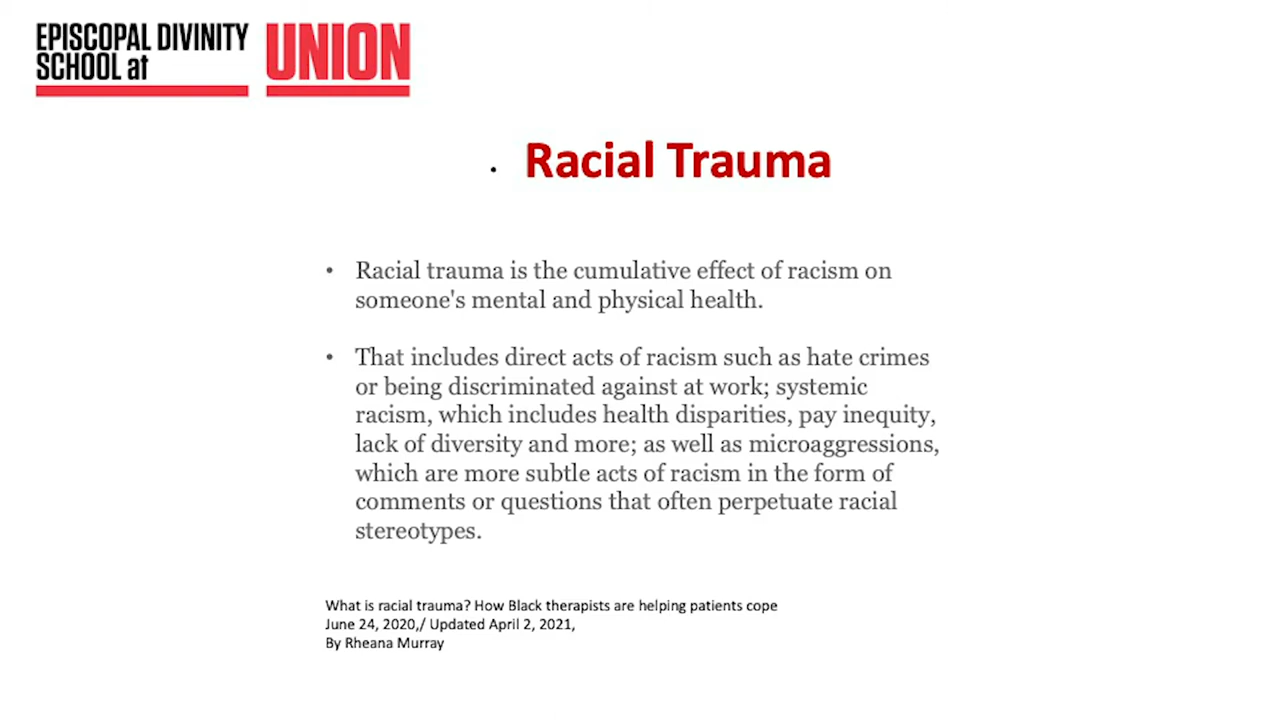 EPISCOPAL DIVINITY
SCHOOL at
UNION
• Racial Trauma
• Racial trauma is the cumulative effect of racism on
someone's mental and physical health.
• That includes direct acts of racism such as hate crimes
or being discriminated against at work; systemic
racism, which includes health disparities, pay inequity,
lack of diversity and more; as well as microaggressions,
which are more subtle acts of racism in the form of
comments or questions that often perpetuate racial
stereotypes.
What is racial trauma? How Black therapists are helping patients cope
June 24, 2020,/ Updated April 2, 2021,
By Rheana Murray